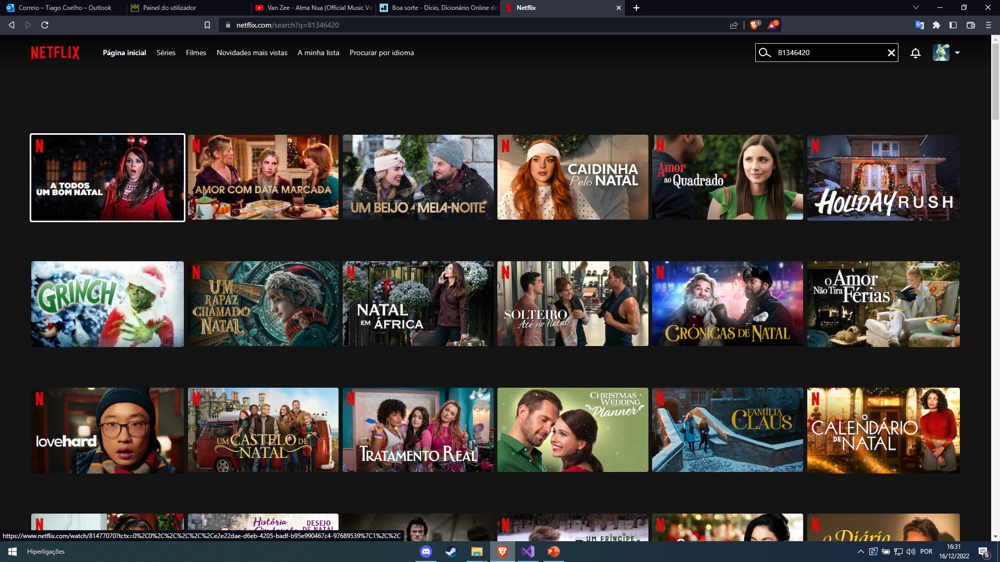 Correio – Tiago Coelho – Outlook
Painel do utilizador
Van Zee - Alma Nua (Official Music Vic
Boa sorte - Dicio, Dicionário Online de
Netflix
netflix.com/search?q=81346420
1
1
NETFLIX
Página inicial
Séries
Filmes
Novidades mais vistas
A minha lista
Procurar por idioma
81346420
A TODOS
UM BOM NATAL
AMOR COM DATA MARCADA
UM BEIJO À MEIA-NOITE
CAIDINHA
Pelo NATAL
Amor
ao Quadrado
HOLIDAY RUSH
GRINCH
UM
RAPAZ
CHAMADO
NATAL
NATAL
EM ÁFRICA
SOLTEIRO
Até no Natal
CRÓNICAS DE NATAL
O Amor
Não Tira
Férias
lovehard
UM CASTELO DE
NATAL
TRATAMENTO REAL
CHRISTMAS
WEDDING
Planner
A FAMÍLIA
CLAUS
O
CALENDÁRIO
DE NATAL
História
DESEJO
DE NATAL
UM PRÍNCIPE
O Diário
https://www.netflix.com/watch/81477070?tctx=0%2C0%2C%2C%2C%2C%2Ce2e22dae-d6eb-4205-badf-b95e990467c4-97689539%7C1%2C%2C
Hiperligações
POR
16:31
16/12/2022
6